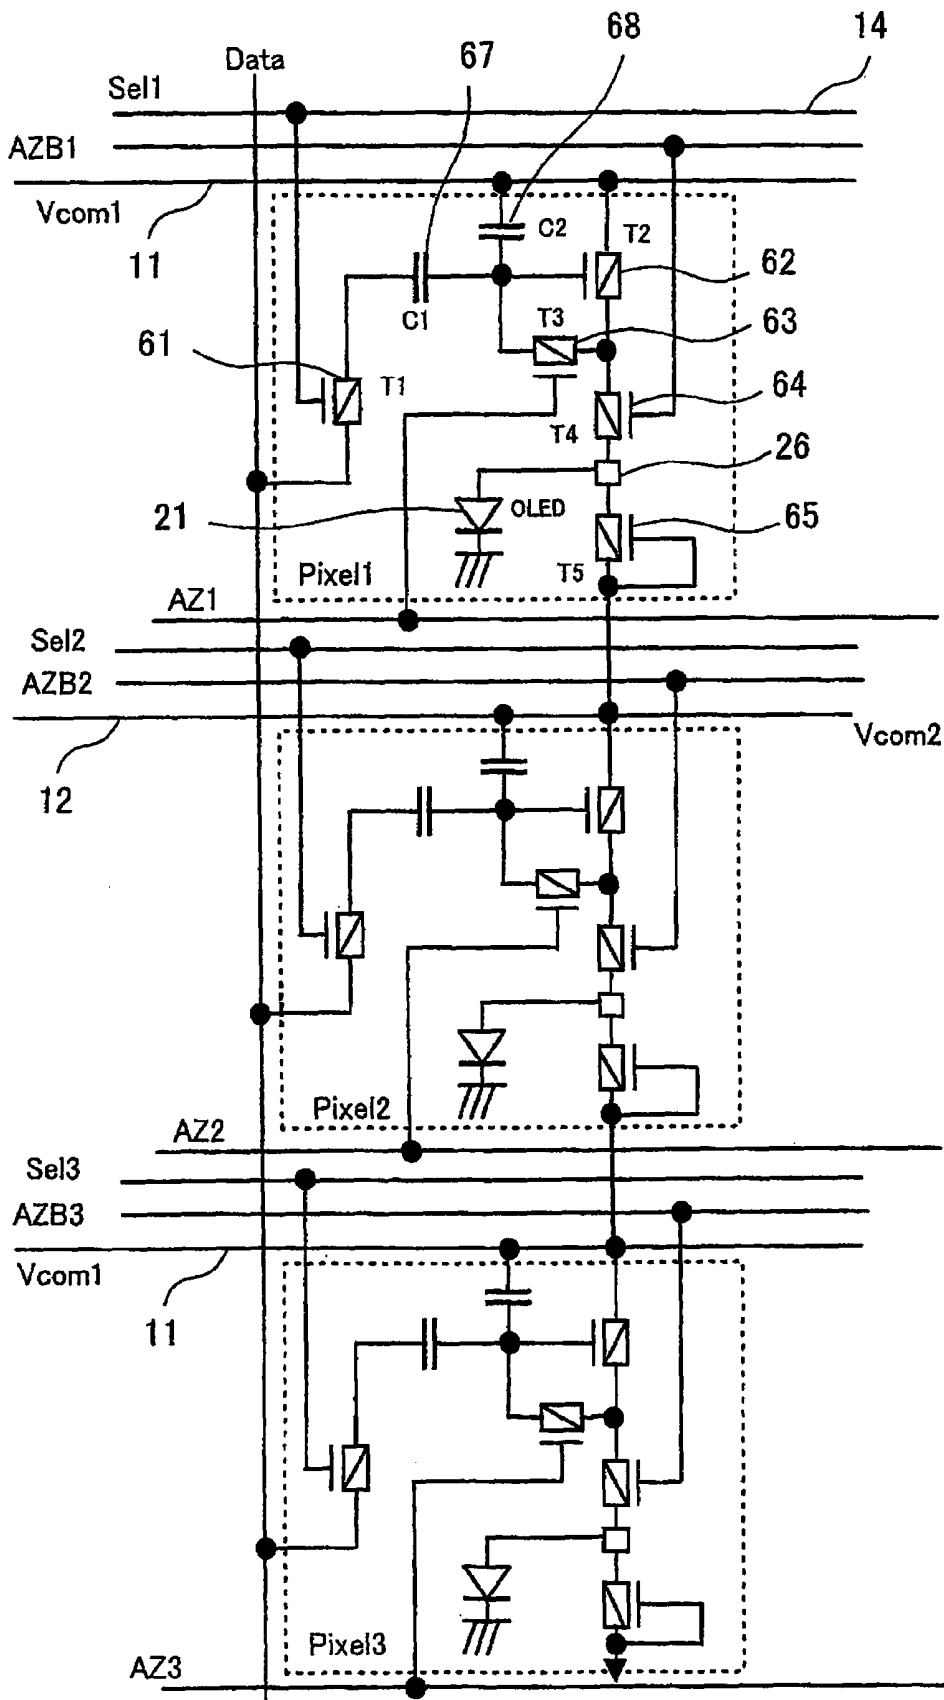 68
14
67
Data
Sel1
AZB1
Vcom1
11
C2
T2
62
C1
T3
63
61
T1
64
T4
26
21
OLED
65
T5
Pixel1
AZ1
Sel2
AZB2
Vcom2
12
Pixel2
AZ2
Sel3
AZB3
Vcom1
11
Pixel3
AZ3